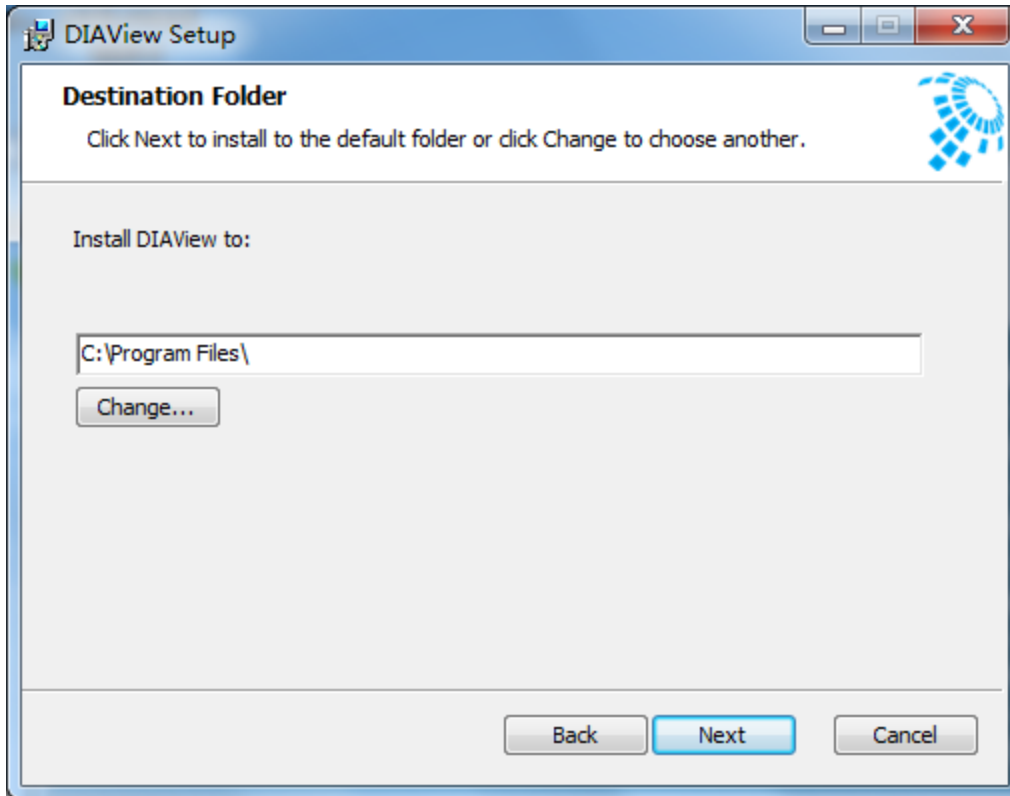 DIAView Setup
Destination Folder
Click Next to install to the default folder or click Change to choose another.
Install DIAView to:
C:\Program Files\
Change...
Back
Next
Cancel